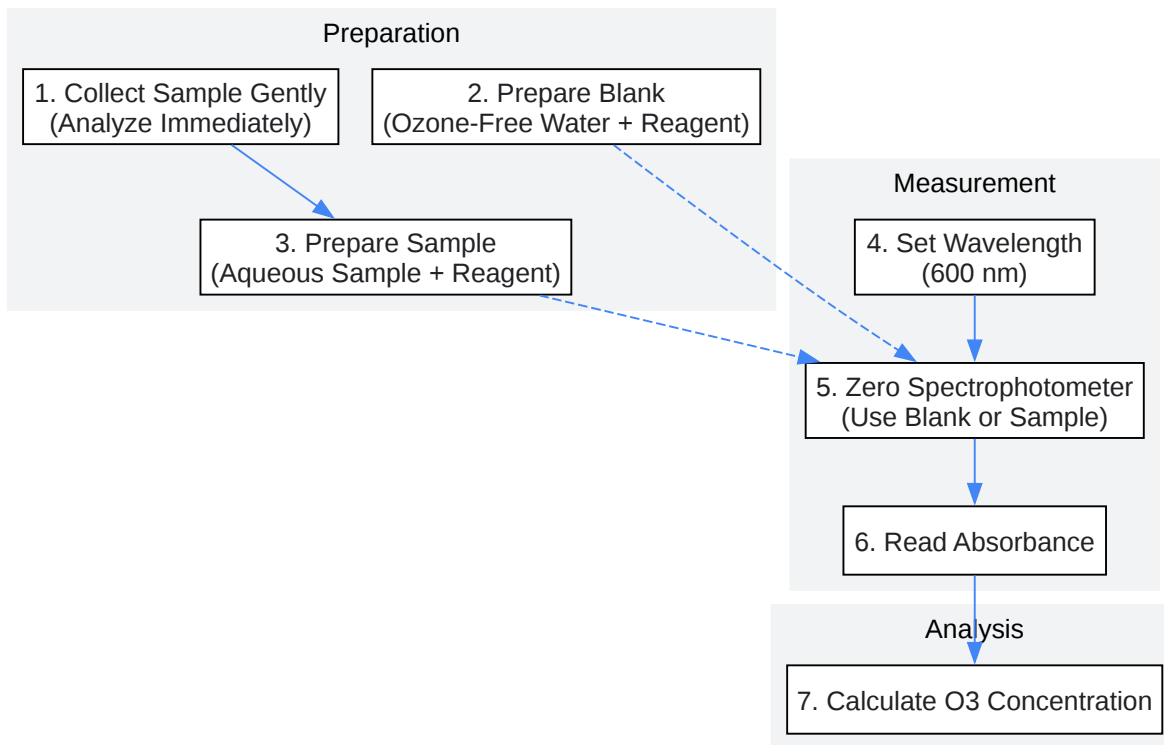 Preparation
1. Collect Sample Gently
(Analyze Immediately)
2. Prepare Blank
(Ozone-Free Water + Reagent)
3. Prepare Sample
(Aqueous Sample + Reagent)
Measurement
4. Set Wavelength
(600 nm)
5. Zero Spectrophotometer
(Use Blank or Sample)
6. Read Absorbance
Analysis
7. Calculate O3 Concentration